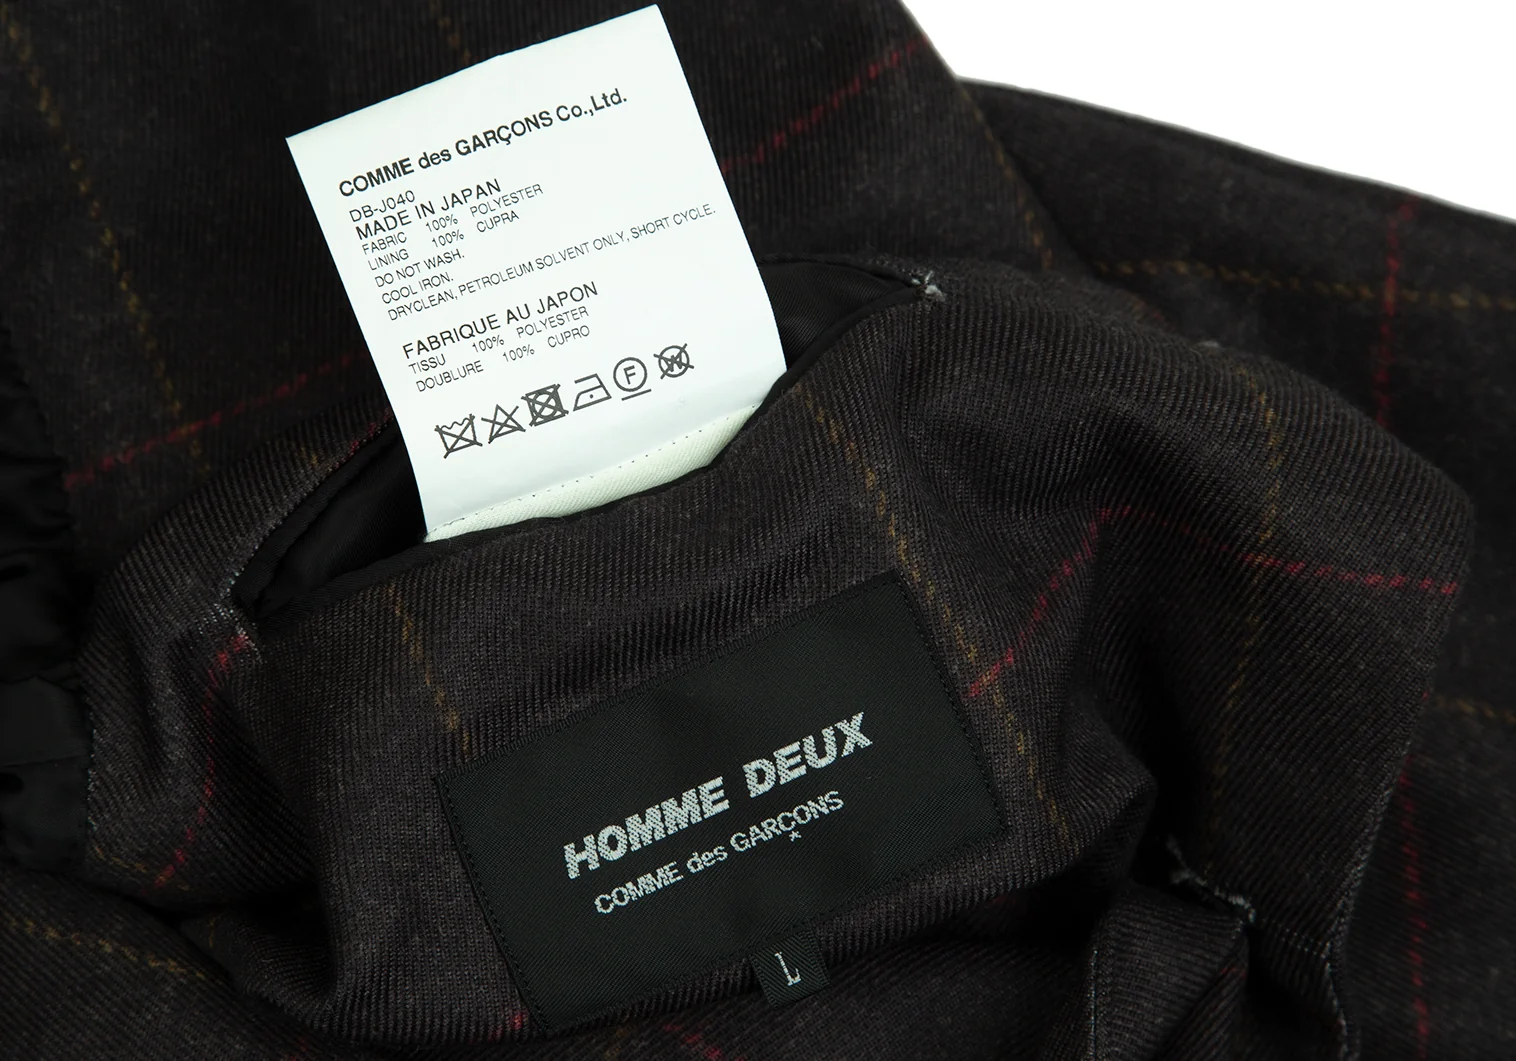 COMME des GARÇONS Co.,Ltd.
DB-J040
MADE IN JAPAN
FABRIC 100% POLYESTER
LINING 100% CUPRA
DO NOT WASH.
COOL IRON.
DRYCLEAN, PETROLEUM SOLVENT ONLY, SHORT CYCLE.
FABRIQUE AU JAPON
TISSU 100% POLYESTER
DOUBLURE 100% CUPRO
F
W
HOMME DEUX
COMME des GARCONS
L